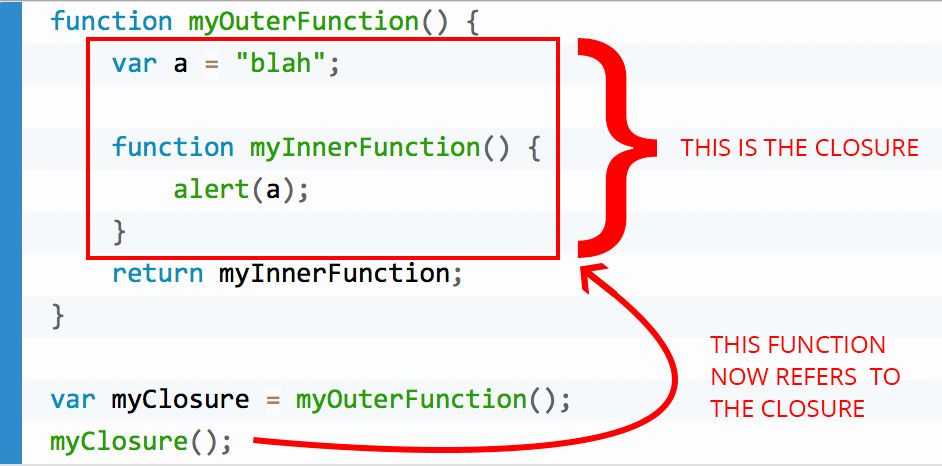 function myOuterFunction() {
var a = "blah";
function myInnerFunction() {
alert(a);
}
return myInnerFunction;
}
var myClosure = myOuterFunction();
myClosure();
THIS IS THE CLOSURE
THIS FUNCTION
NOW REFERS TO
THE CLOSURE